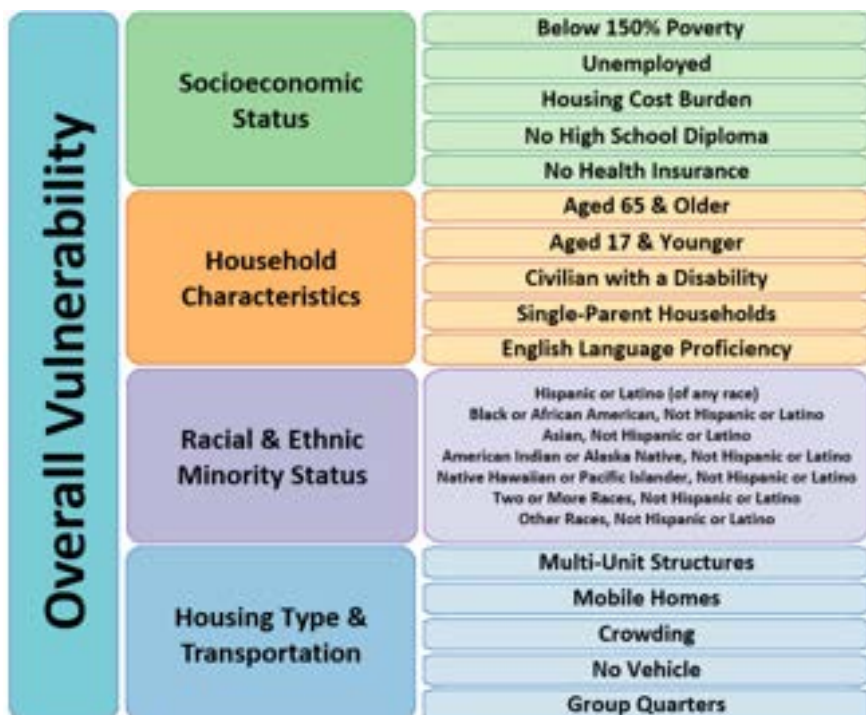 Overall Vulnerability
Socioeconomic
Status
Below 150% Poverty
Unemployed
Housing Cost Burden
No High School Diploma
No Health Insurance
Household
Characteristics
Aged 65 & Older
Aged 17 & Younger
Civilian with a Disability
Single-Parent Households
English Language Proficiency
Racial & Ethnic
Minority Status
Hispanic or Latino (of any race)
Black or African American, Not Hispanic or Latino
Asian, Not Hispanic or Latino
American Indian or Alaska Native, Not Hispanic or Latino
Native Hawaiian or Pacific Islander, Not Hispanic or Latino
Two or More Races, Not Hispanic or Latino
Other Races, Not Hispanic or Latino
Housing Type &
Transportation
Multi-Unit Structures
Mobile Homes
Crowding
No Vehicle
Group Quarters